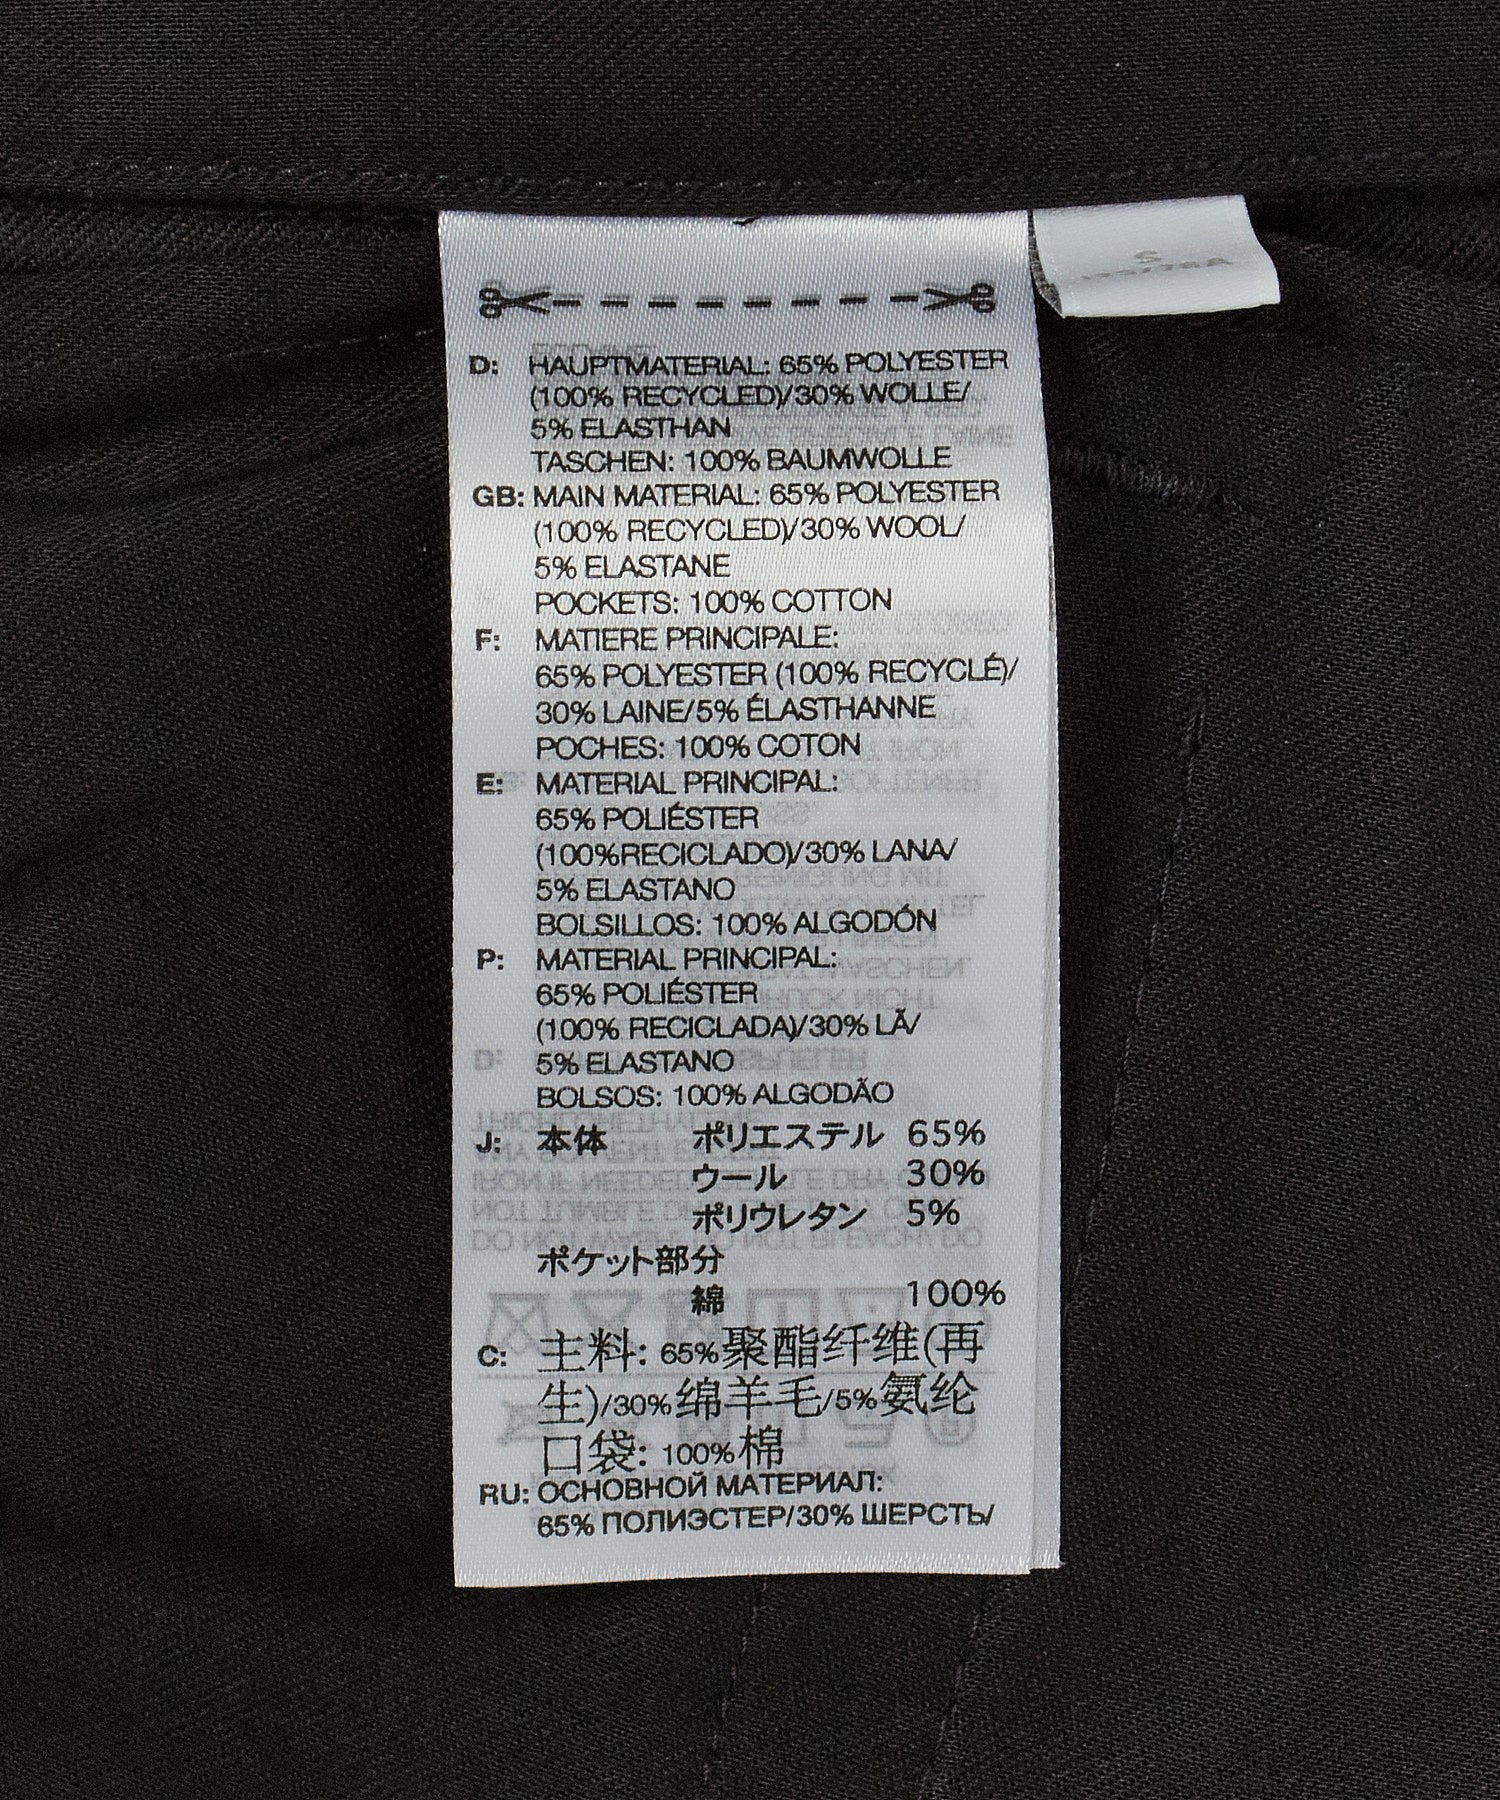 S
175/78A
D: HAUPTMATERIAL: 65% POLYESTER
(100% RECYCLED)/30% WOLLE/
5% ELASTHAN
TASCHEN: 100% BAUMWOLLE
GB: MAIN MATERIAL: 65% POLYESTER
(100% RECYCLED)/30% WOOL/
5% ELASTANE
POCKETS: 100% COTTON
F: MATIERE PRINCIPALE:
65% POLYESTER (100% RECYCLÉ)/
30% LAINE/5% ÉLASTHANNE
POCHES: 100% COTON
E: MATERIAL PRINCIPAL:
65% POLIÉSTER
(100%RECICLADO)/30% LANA/
5% ELASTANO
BOLSILLOS: 100% ALGODÓN
P: MATERIAL PRINCIPAL:
65% POLIÉSTER
(100% RECICLADA)/30% LÃ/
5% ELASTANO
BOLSOS: 100% ALGODÃO
J: 本体 ポリエステル 65%
ウール 30%
ポリウレタン 5%
ポケット部分
綿 100%
C: 主料: 65%聚酯纤维(再
生)/30%绵羊毛/5%氨纶
口袋: 100%棉
RU: ОСНОВНОЙ МАТЕРИАЛ:
65% ПОЛИЭСТЕР/30% ШЕРСТЬ/